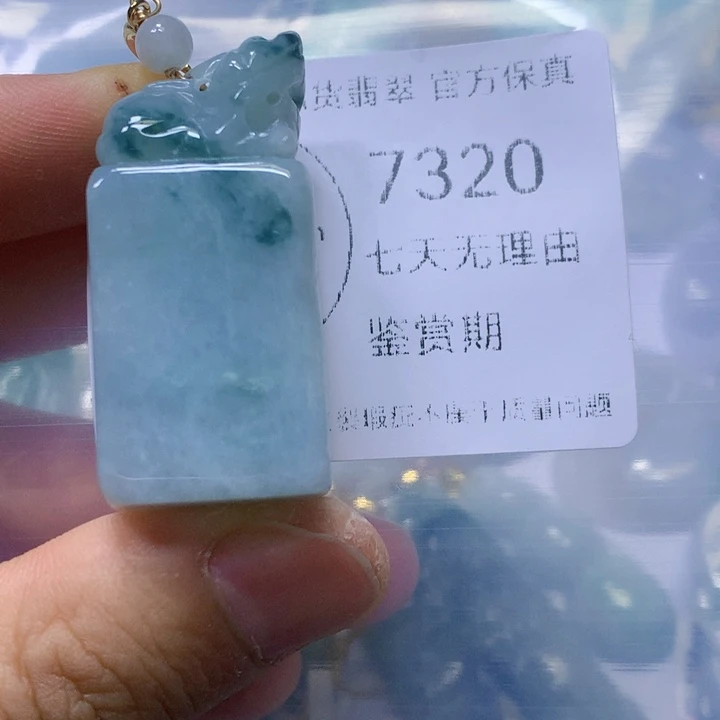 货翡翠 官方保真
7320
七天无理由
鉴赏期
裂瑕疵不属于质量问题